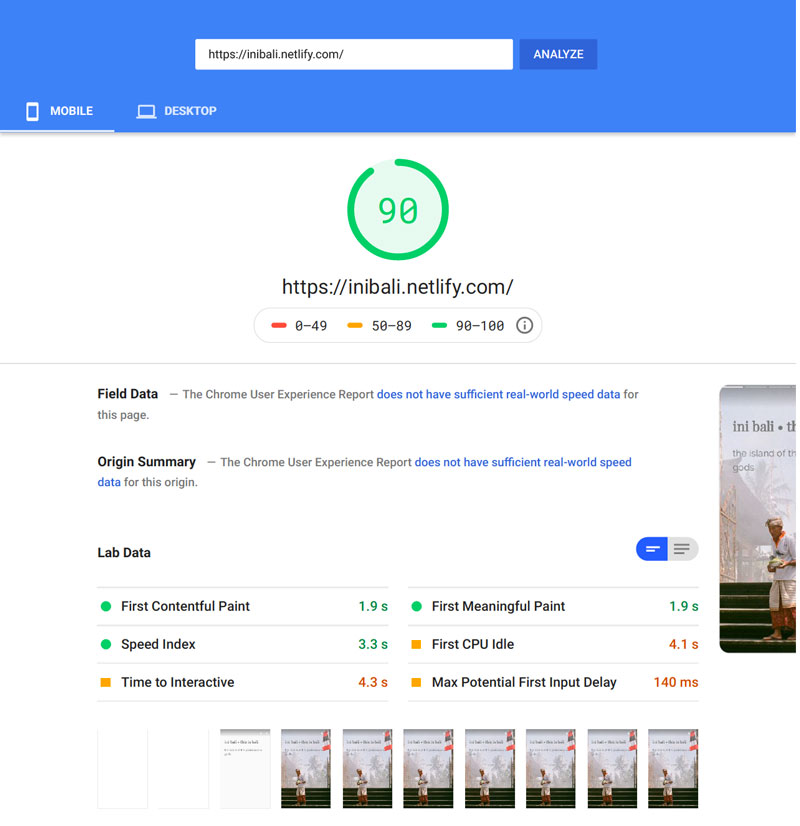 https://inibali.netlify.com/
ANALYZE
MOBILE
DESKTOP
90
https://inibali.netlify.com/
0–49
50–89
90–100
Field Data — The Chrome User Experience Report does not have sufficient real-world speed data for
this page.
Origin Summary — The Chrome User Experience Report does not have sufficient real-world speed
data for this origin.
ini bali • th
the island of th
gods
Lab Data
First Contentful Paint 1.9 s
First Meaningful Paint 1.9 s
Speed Index 3.3 s
First CPU Idle 4.1 s
Time to Interactive 4.3 s
Max Potential First Input Delay 140 ms
ini bali • this is bali